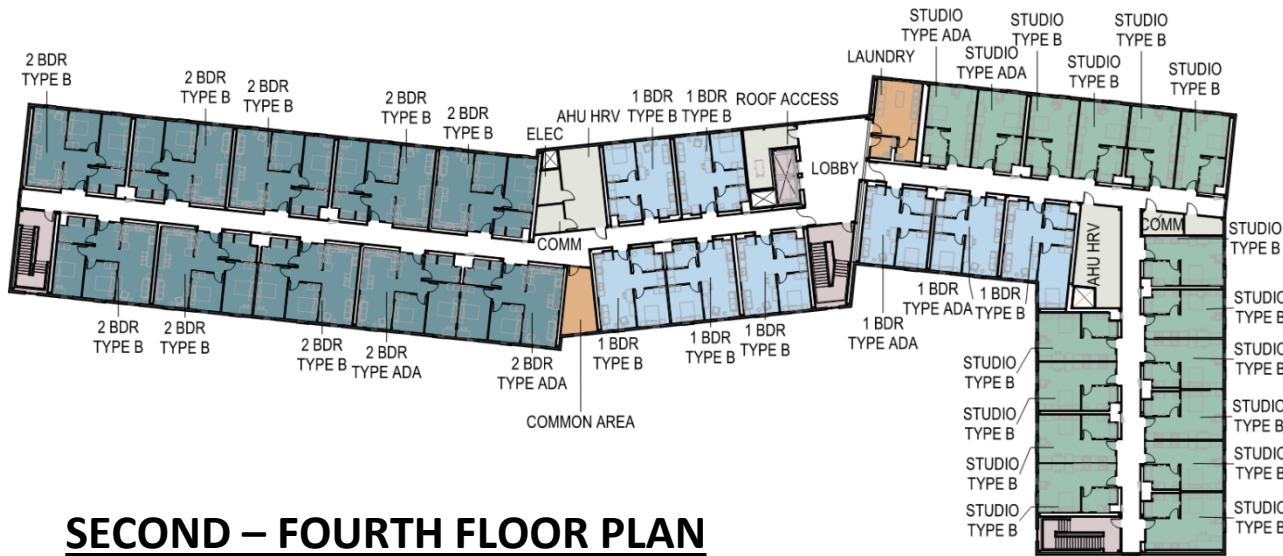 STUDIO
TYPE ADA
STUDIO
TYPE B
STUDIO
TYPE B
LAUNDRY
STUDIO
TYPE ADA
STUDIO
TYPE B
STUDIO
TYPE B
2 BDR
TYPE B
2 BDR
TYPE B
2 BDR
TYPE B
2 BDR
TYPE B
2 BDR
TYPE B
ELEC
AHU HRV
1 BDR
TYPE B
1 BDR
TYPE B
ROOF ACCESS
LOBBY
COMM
COMM
AHU HRV
STUDIO
TYPE B
STUDIO
TYPE B
STUDIO
TYPE B
STUDIO
TYPE B
STUDIO
TYPE B
STUDIO
TYPE B
2 BDR
TYPE B
2 BDR
TYPE B
2 BDR
TYPE B
2 BDR
TYPE ADA
2 BDR
TYPE ADA
COMMON AREA
1 BDR
TYPE B
1 BDR
TYPE B
1 BDR
TYPE B
1 BDR
TYPE ADA
1 BDR
TYPE ADA
1 BDR
TYPE B
STUDIO
TYPE B
STUDIO
TYPE B
STUDIO
TYPE B
STUDIO
TYPE B
SECOND – FOURTH FLOOR PLAN